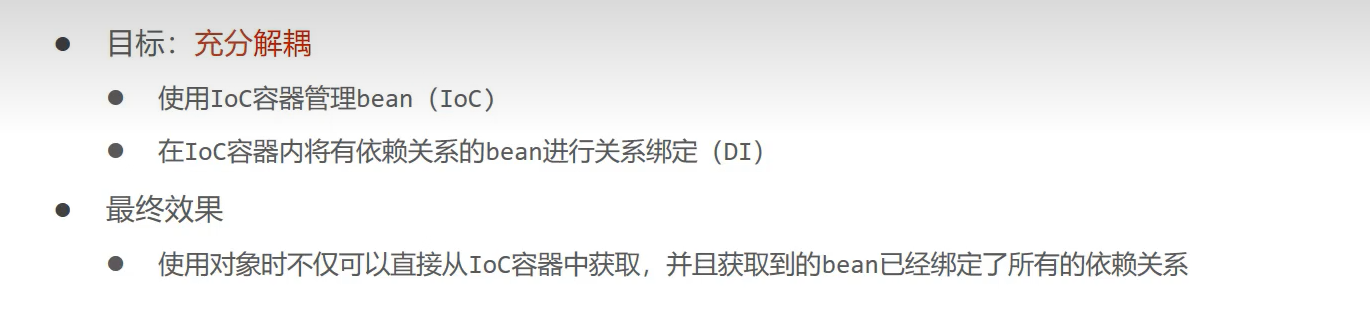 目标：充分解耦
使用IoC容器管理bean（IoC）
在IoC容器内将有依赖关系的bean进行关系绑定（DI）
最终效果
使用对象时不仅可以直接从IoC容器中获取，并且获取到的bean已经绑定了所有的依赖关系